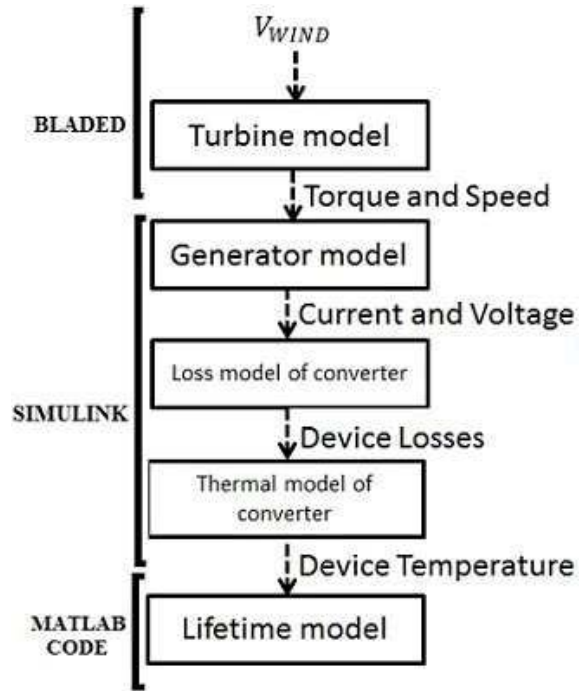 V_WIND
BLADED
Turbine model
Torque and Speed
Generator model
Current and Voltage
Loss model of converter
SIMULINK
Device Losses
Thermal model of
converter
Device Temperature
MATLAB
CODE
Lifetime model